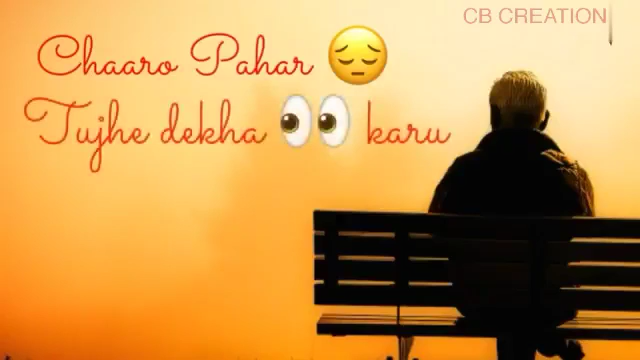 CB CREATION
Chaaro Pahar 😔
Tujhe dekha 👀 karu